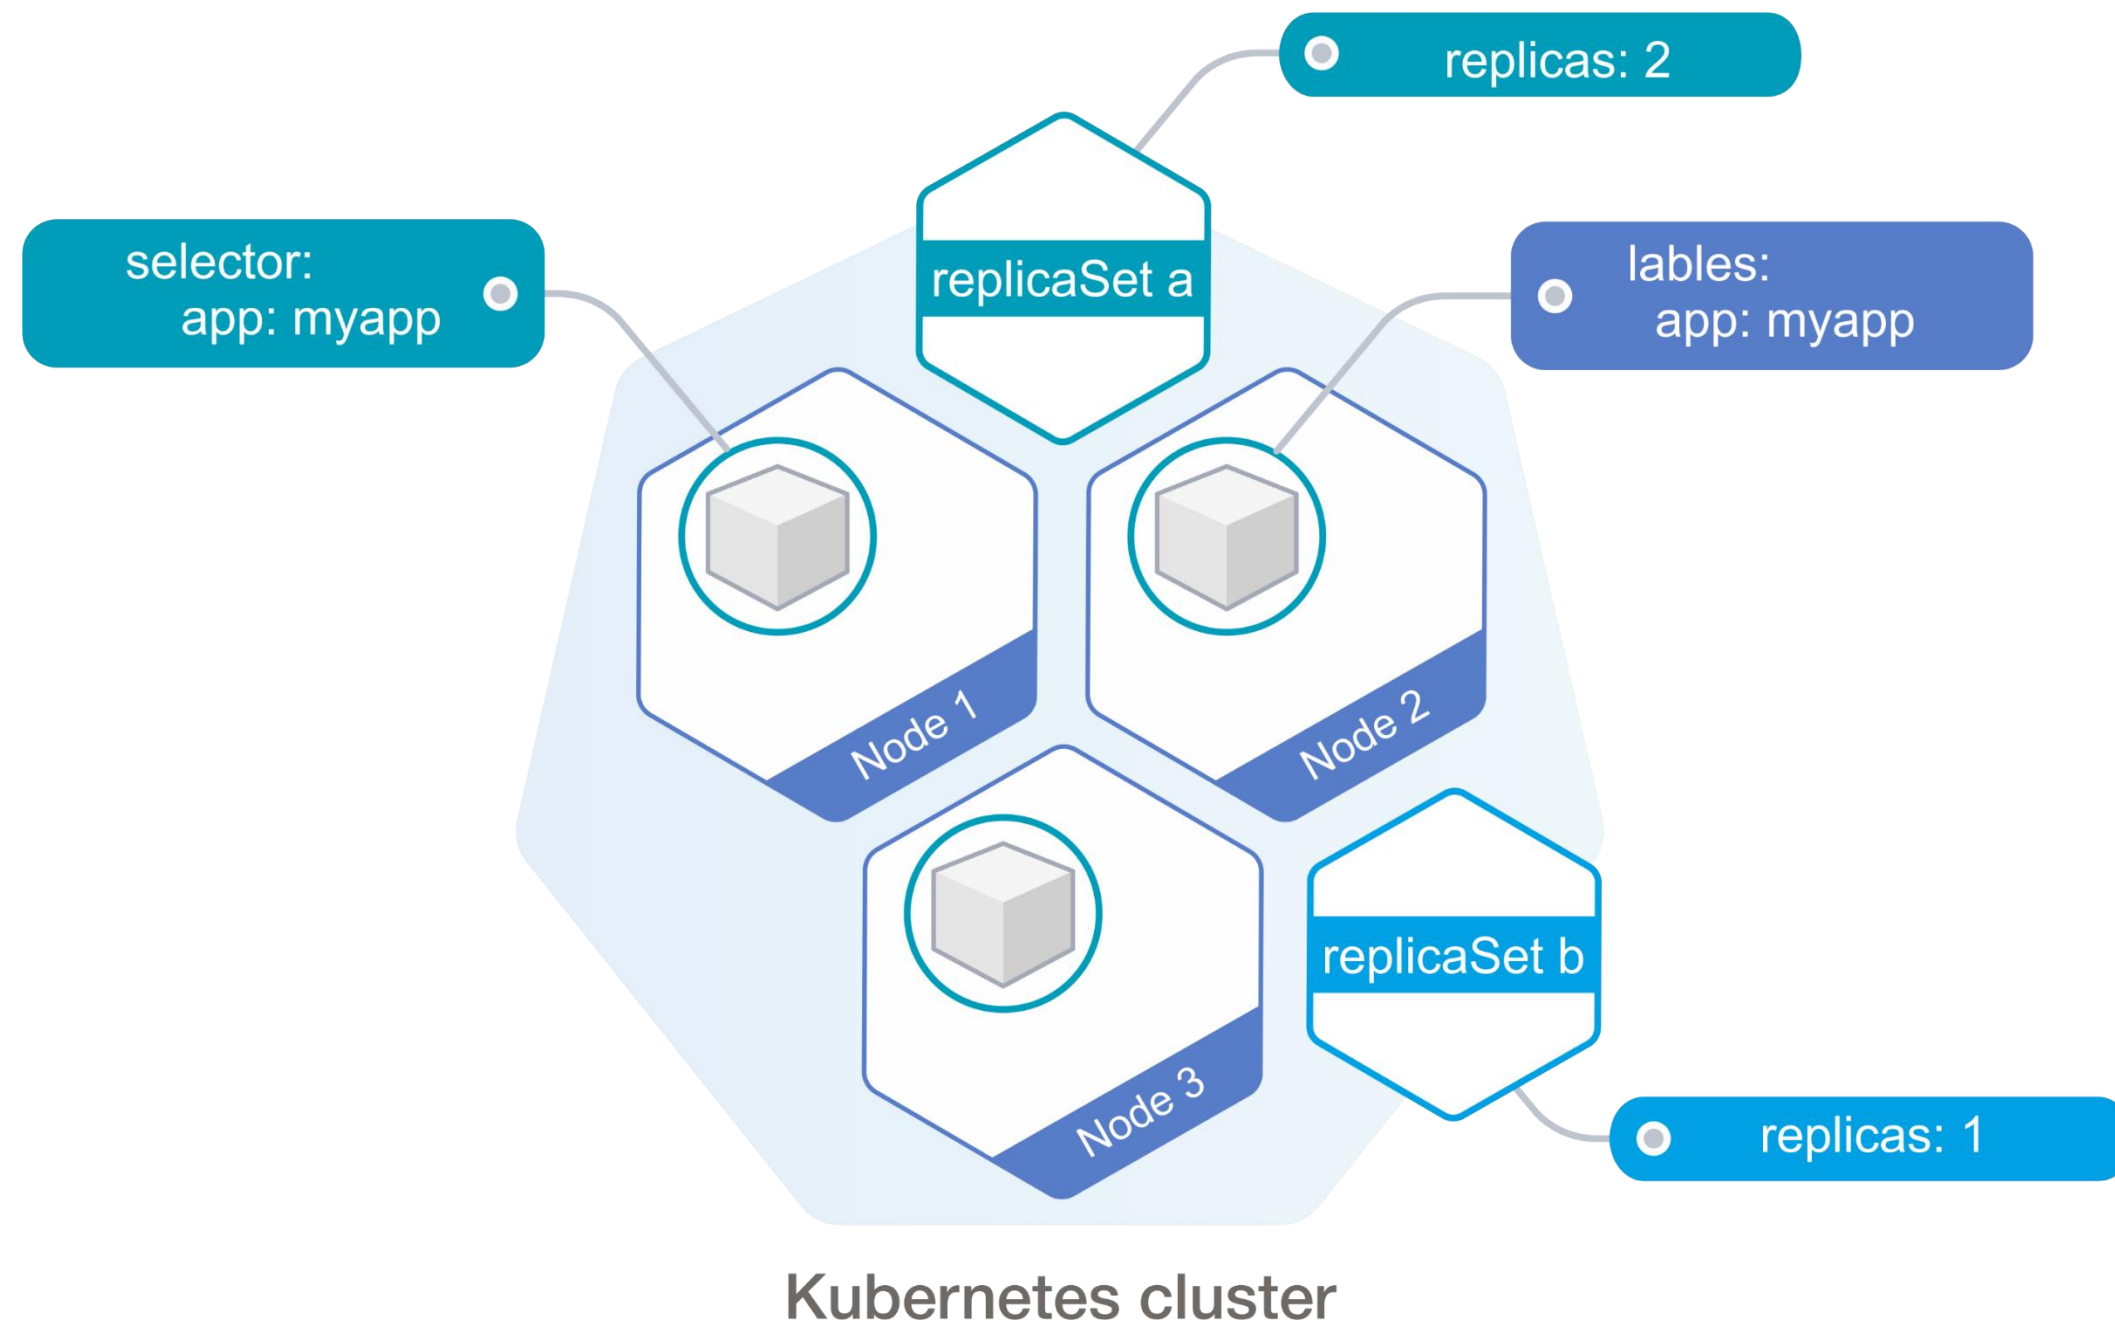 replicas: 2
replicaSet a
selector:
app: myapp
lables:
app: myapp
Node 1
Node 2
Node 3
replicaSet b
replicas: 1
Kubernetes cluster